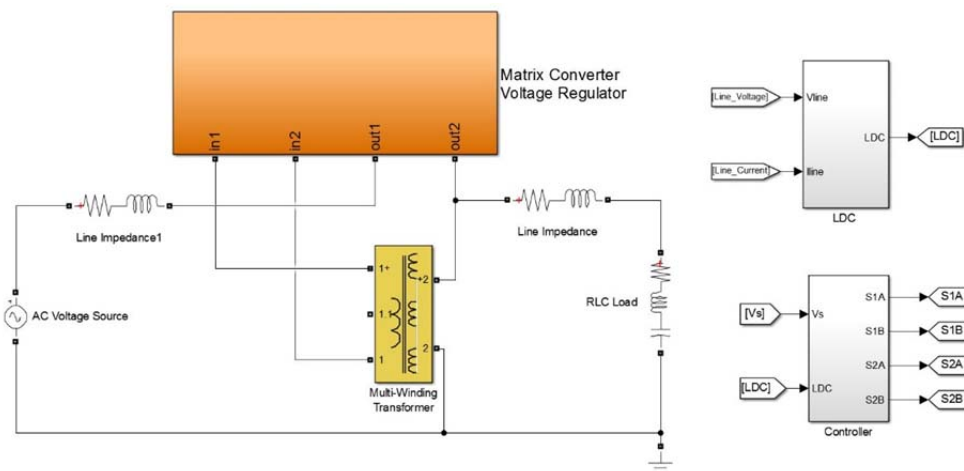 Matrix Converter
Voltage Regulator
in1
in2
out1
out2
Line Impedance1
Line Impedance
AC Voltage Source
RLC Load
1+
1.1
1
+2
2
Multi-Winding
Transformer
[Line_Voltage]
Vline
LDC
[LDC]
[Line_Current]
Iline
LDC
[Vs]
Vs
[LDC]
LDC
S1A
S1B
S2A
S2B
S1A
S1B
S2A
S2B
Controller